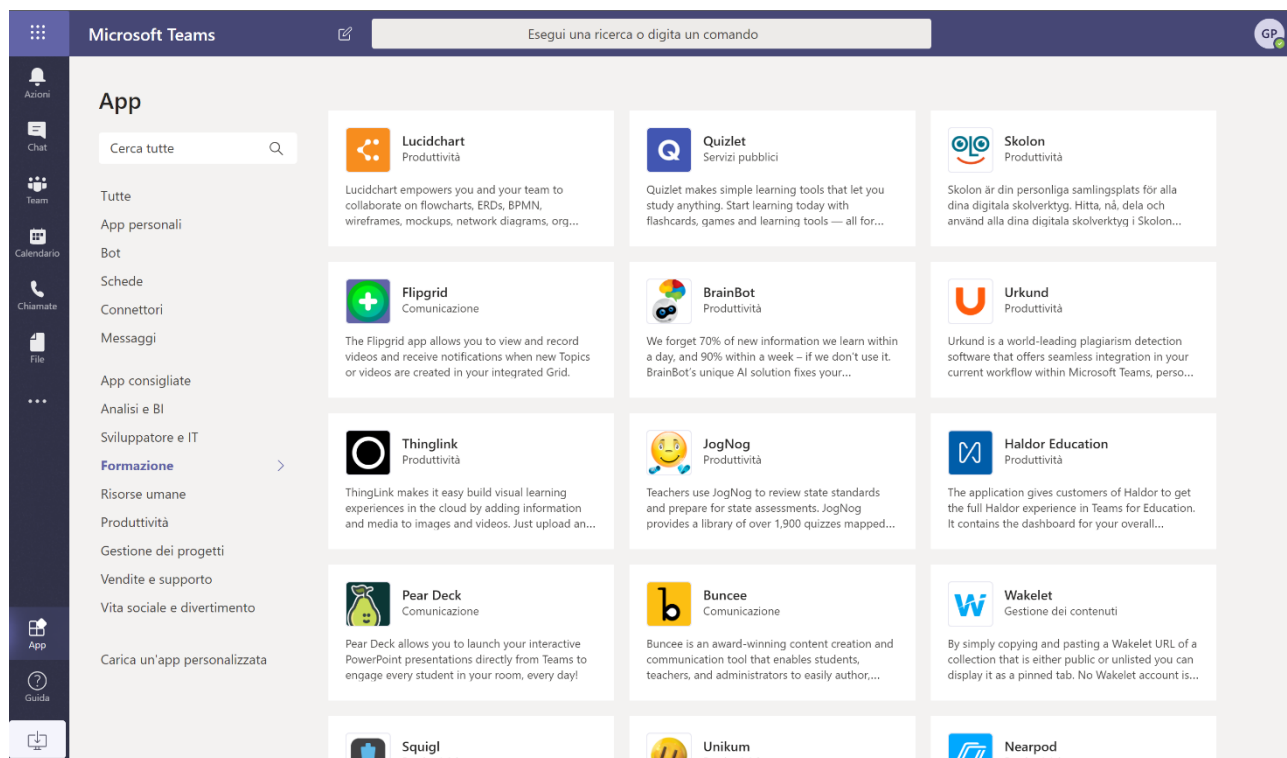 Microsoft Teams
Esegui una ricerca o digita un comando
GP
Azioni
Chat
Team
Calendario
Chiamate
File
App
Guida
App
Cerca tutte
Tutte
App personali
Bot
Schede
Connettori
Messaggi
App consigliate
Analisi e BI
Sviluppatore e IT
Formazione
Risorse umane
Produttività
Gestione dei progetti
Vendite e supporto
Vita sociale e divertimento
Carica un'app personalizzata
Lucidchart
Produttività
Lucidchart empowers you and your team to
collaborate on flowcharts, ERDs, BPMN,
wireframes, mockups, network diagrams, org...
Quizlet
Servizi pubblici
Quizlet makes simple learning tools that let you
study anything. Start learning today with
flashcards, games and learning tools — all for...
Skolon
Produttività
Skolon är din personliga samlingsplats för alla
dina digitala skolverktyg. Hitta, nå, dela och
använd alla dina digitala skolverktyg i Skolon...
Flipgrid
Comunicazione
The Flipgrid app allows you to view and record
videos and receive notifications when new Topics
or videos are created in your integrated Grid.
BrainBot
Produttività
We forget 70% of new information we learn within
a day, and 90% within a week – if we don't use it.
BrainBot's unique AI solution fixes your...
Urkund
Produttività
Urkund is a world-leading plagiarism detection
software that offers seamless integration in your
current workflow within Microsoft Teams, perso...
Thinglink
Produttività
ThingLink makes it easy build visual learning
experiences in the cloud by adding information
and media to images and videos. Just upload an...
JogNog
Produttività
Teachers use JogNog to review state standards
and prepare for state assessments. JogNog
provides a library of over 1,900 quizzes mapped...
Haldor Education
Produttività
The application gives customers of Haldor to get
the full Haldor experience in Teams for Education.
It contains the dashboard for your overall...
Pear Deck
Comunicazione
Pear Deck allows you to launch your interactive
PowerPoint presentations directly from Teams to
engage every student in your room, every day!
Buncee
Comunicazione
Buncee is an award-winning content creation and
communication tool that enables students,
teachers, and administrators to easily author,...
Wakelet
Gestione dei contenuti
By simply copying and pasting a Wakelet URL of a
collection that is either public or unlisted you can
display it as a pinned tab. No Wakelet account is...
Squigl
Unikum
Nearpod